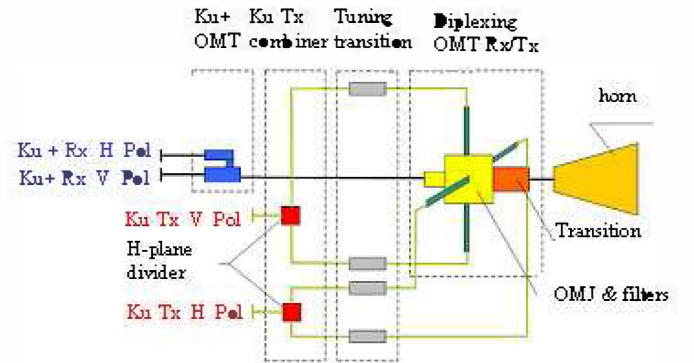 Ku+
OMT
Ku Tx
combiner
Tuning
transition
Diplexing
OMT Rx/Tx
horn
Ku + Rx H Pol
Ku+ Rx V Pol
Ku Tx V Pol
H-plane
divider
Ku Tx H Pol
Transition
OMJ & filters